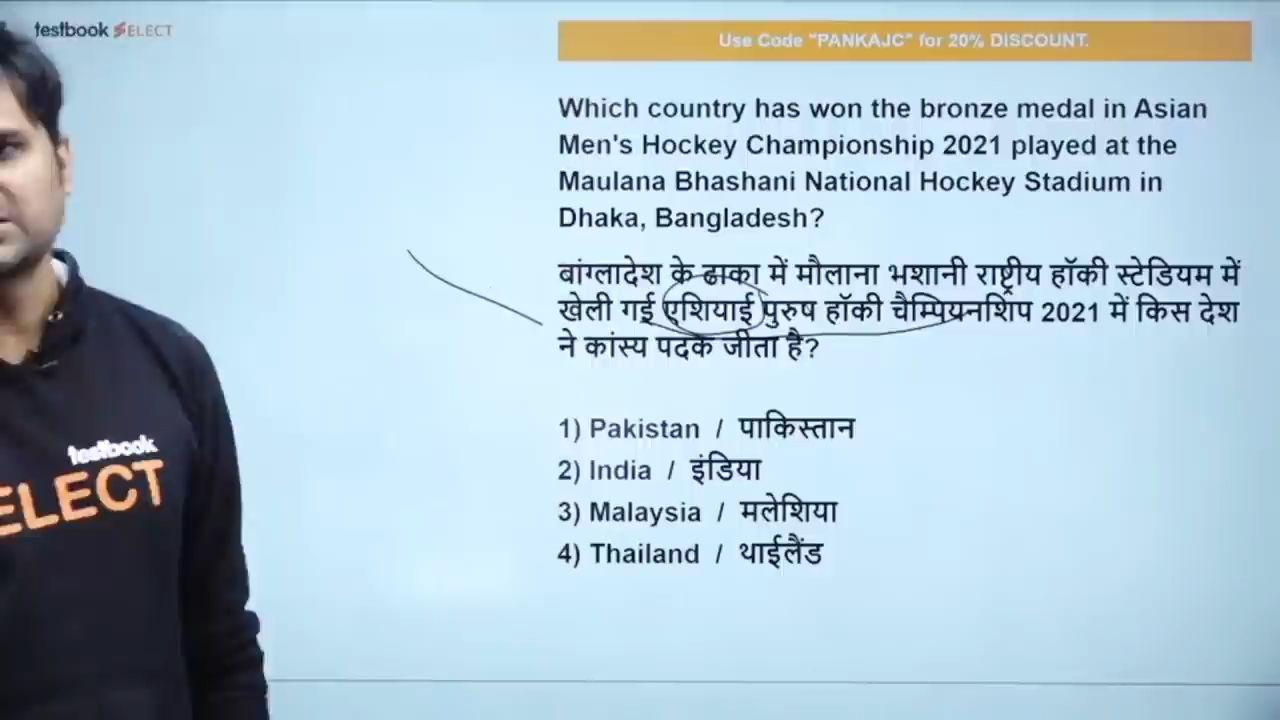 testbook SELECT
Use Code "PANKAJC" for 20% DISCOUNT.
Which country has won the bronze medal in Asian
Men's Hockey Championship 2021 played at the
Maulana Bhashani National Hockey Stadium in
Dhaka, Bangladesh?
बांग्लादेश के ढाका में मौलाना भशानी राष्ट्रीय हॉकी स्टेडियम में
खेली गई एशियाई पुरुष हॉकी चैम्पियनशिप 2021 में किस देश
ने कांस्य पदक जीता है?
1) Pakistan / पाकिस्तान
2) India / इंडिया
3) Malaysia / मलेशिया
4) Thailand / थाईलैंड
testbook
ELECT